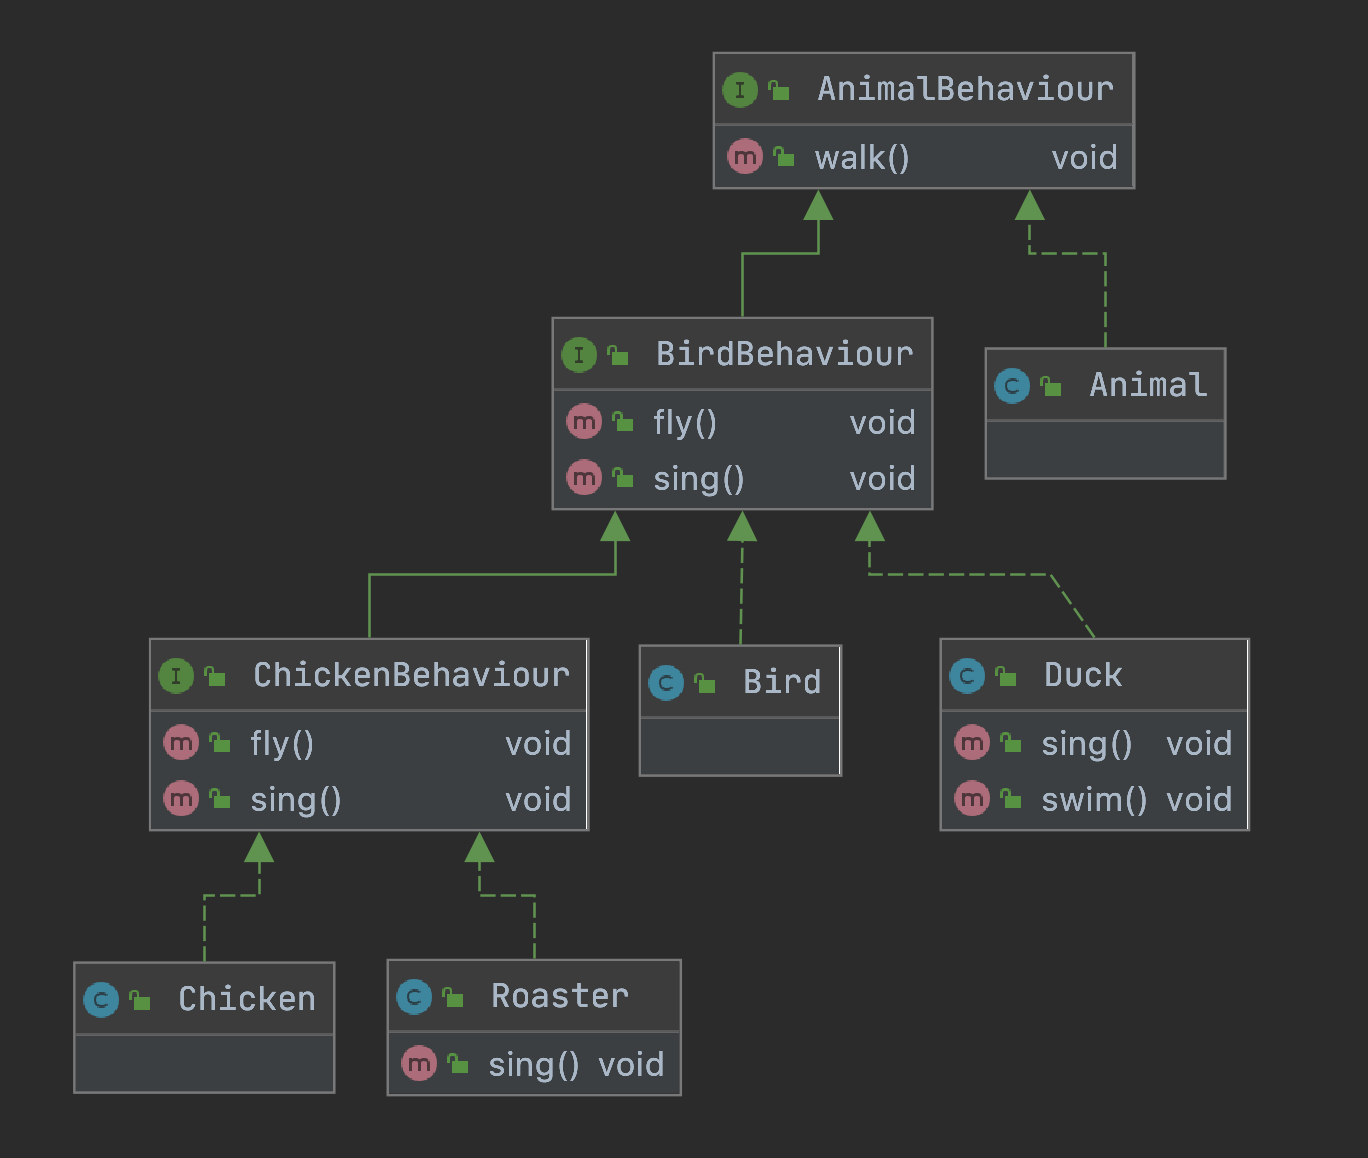 I AnimalBehaviour
m walk() void
I BirdBehaviour
m fly() void
m sing() void
C Animal
I ChickenBehaviour
m fly() void
m sing() void
C Bird
C Duck
m sing() void
m swim() void
C Chicken
C Roaster
m sing() void